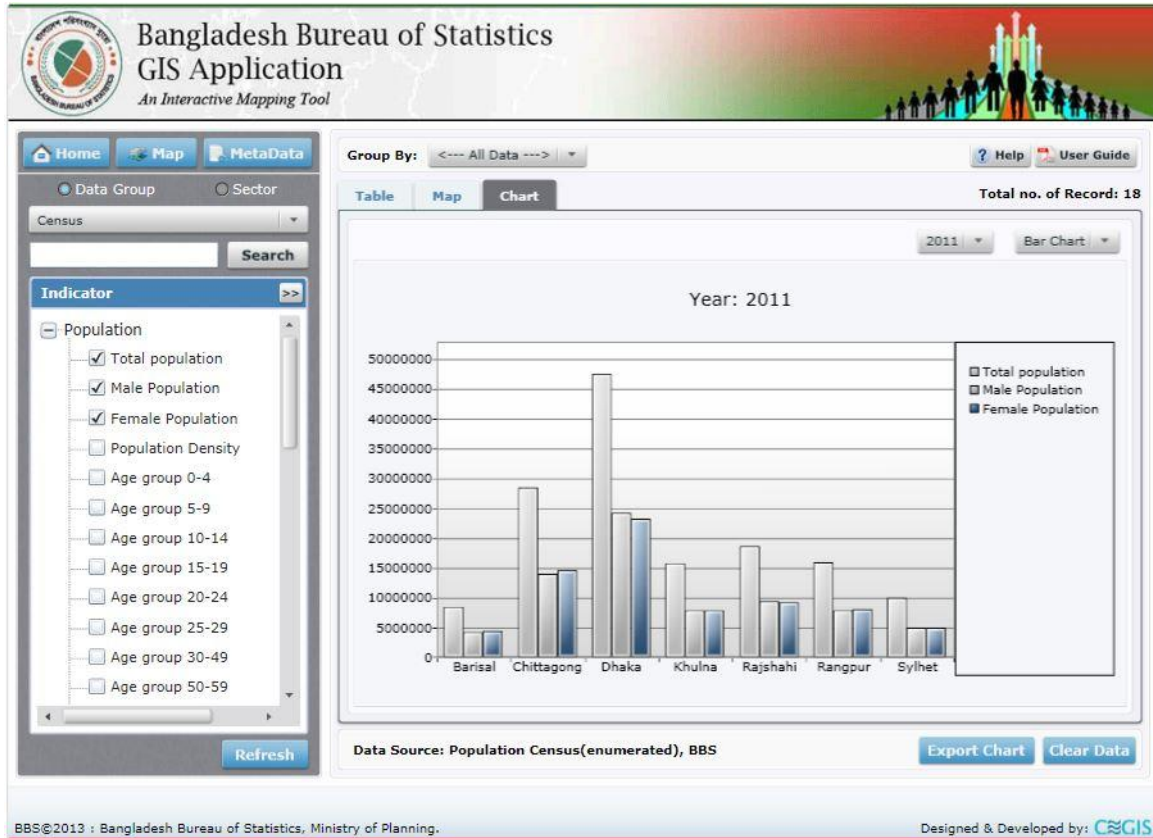 Bangladesh Bureau of Statistics
GIS Application
An Interactive Mapping Tool
Home Map MetaData
Data Group Sector
Census
Search
Indicator >>
Population
Total population
Male Population
Female Population
Population Density
Age group 0-4
Age group 5-9
Age group 10-14
Age group 15-19
Age group 20-24
Age group 25-29
Age group 30-49
Age group 50-59
Refresh
Group By: <--- All Data --->
Help User Guide
Table Map Chart
Total no. of Record: 18
2011 Bar Chart
Year: 2011
50000000
45000000
40000000
35000000
30000000
25000000
20000000
15000000
10000000
5000000
0
Barisal Chittagong Dhaka Khulna Rajshahi Rangpur Sylhet
Total population
Male Population
Female Population
Data Source: Population Census(enumerated), BBS
Export Chart Clear Data
BBS©2013 : Bangladesh Bureau of Statistics, Ministry of Planning.
Designed & Developed by: CEGIS